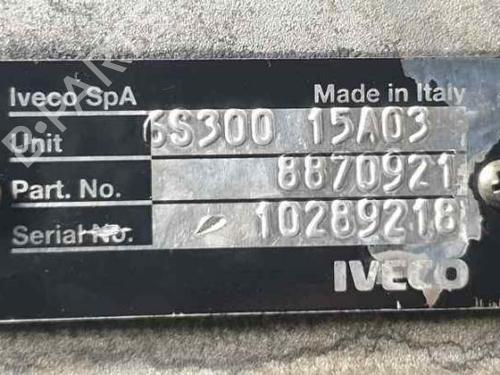 Iveco SpA Made in Italy
Unit 6S300 15A03
Part. No. 8870921
Serial No. 10289218
IVECO